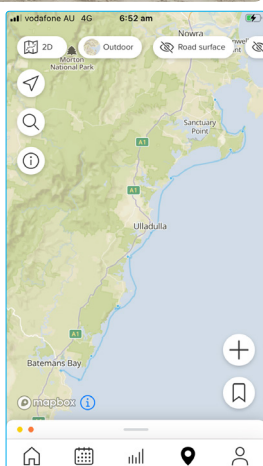 vodafone AU 4G 6:52 am
Nowra
2D
Outdoor
Road surface
Morton
National Park
Sanctuary
Point
A1
A1
Ulladulla
A1
Batemans Bay
mapbox